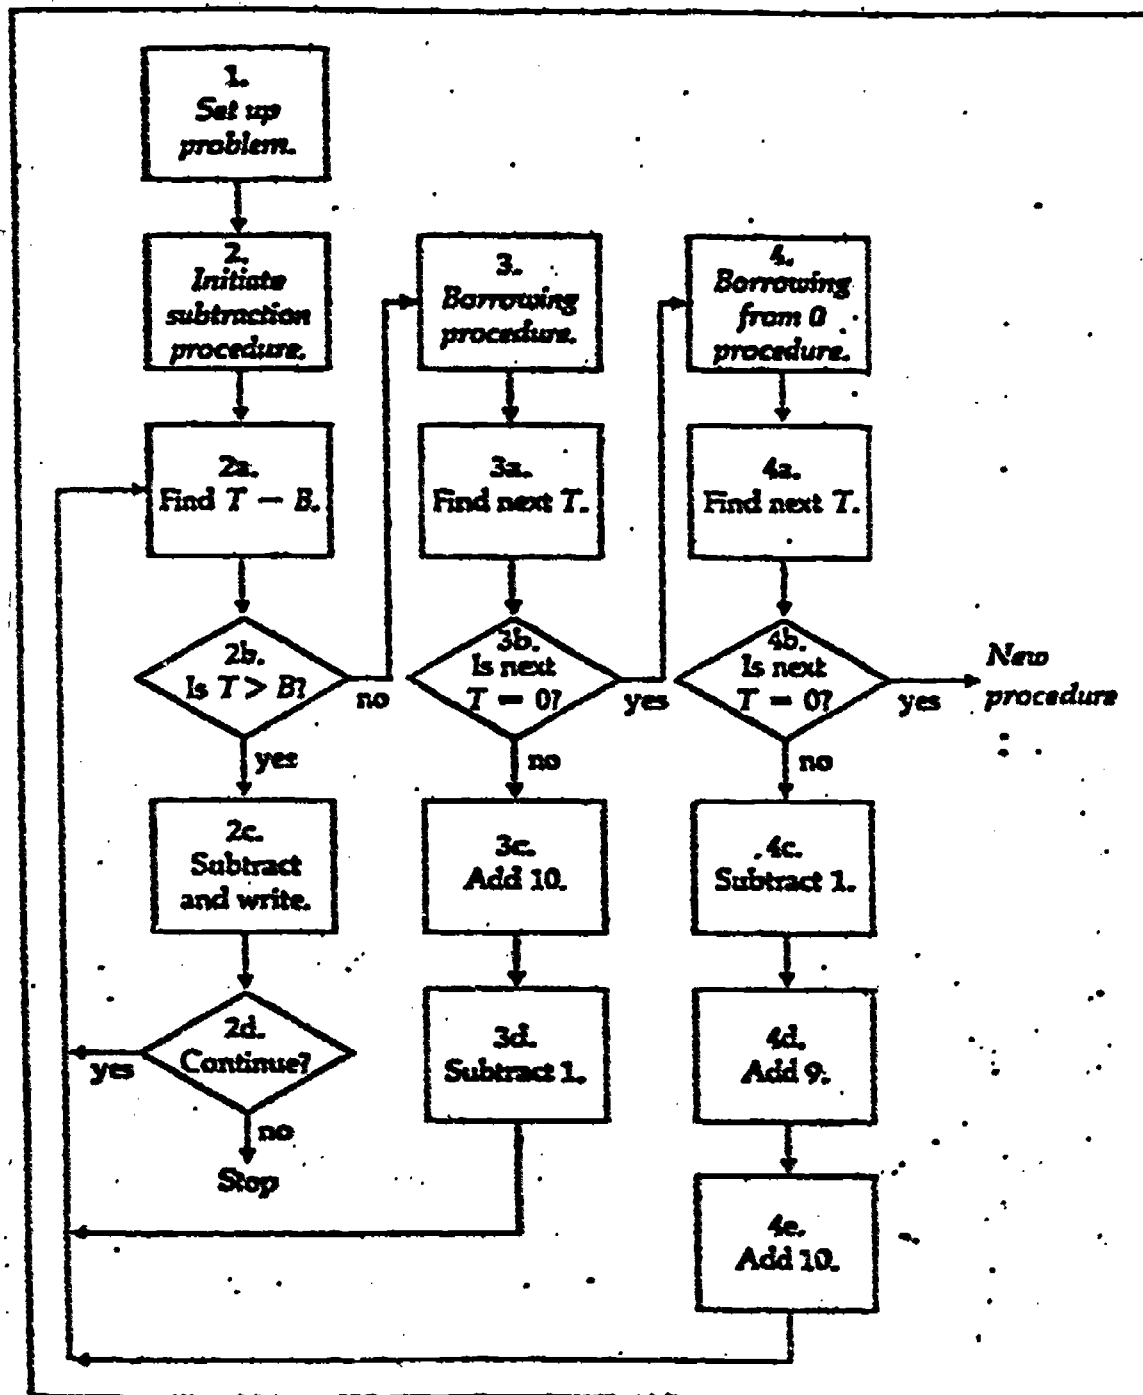 1.
Set up
problem.
2.
Initiate
subtraction
procedure.
2a.
Find T — B.
2b.
Is T > B?
no
yes
2c.
Subtract
and write.
2d.
Continue?
yes
no
Stop
3.
Borrowing
procedure.
3a.
Find next T.
3b.
Is next
T = 0?
yes
no
3c.
Add 10.
3d.
Subtract 1.
4.
Borrowing
from 0
procedure.
4a.
Find next T.
4b.
Is next
T = 0?
yes
New
procedure
no
4c.
Subtract 1.
4d.
Add 9.
4e.
Add 10.